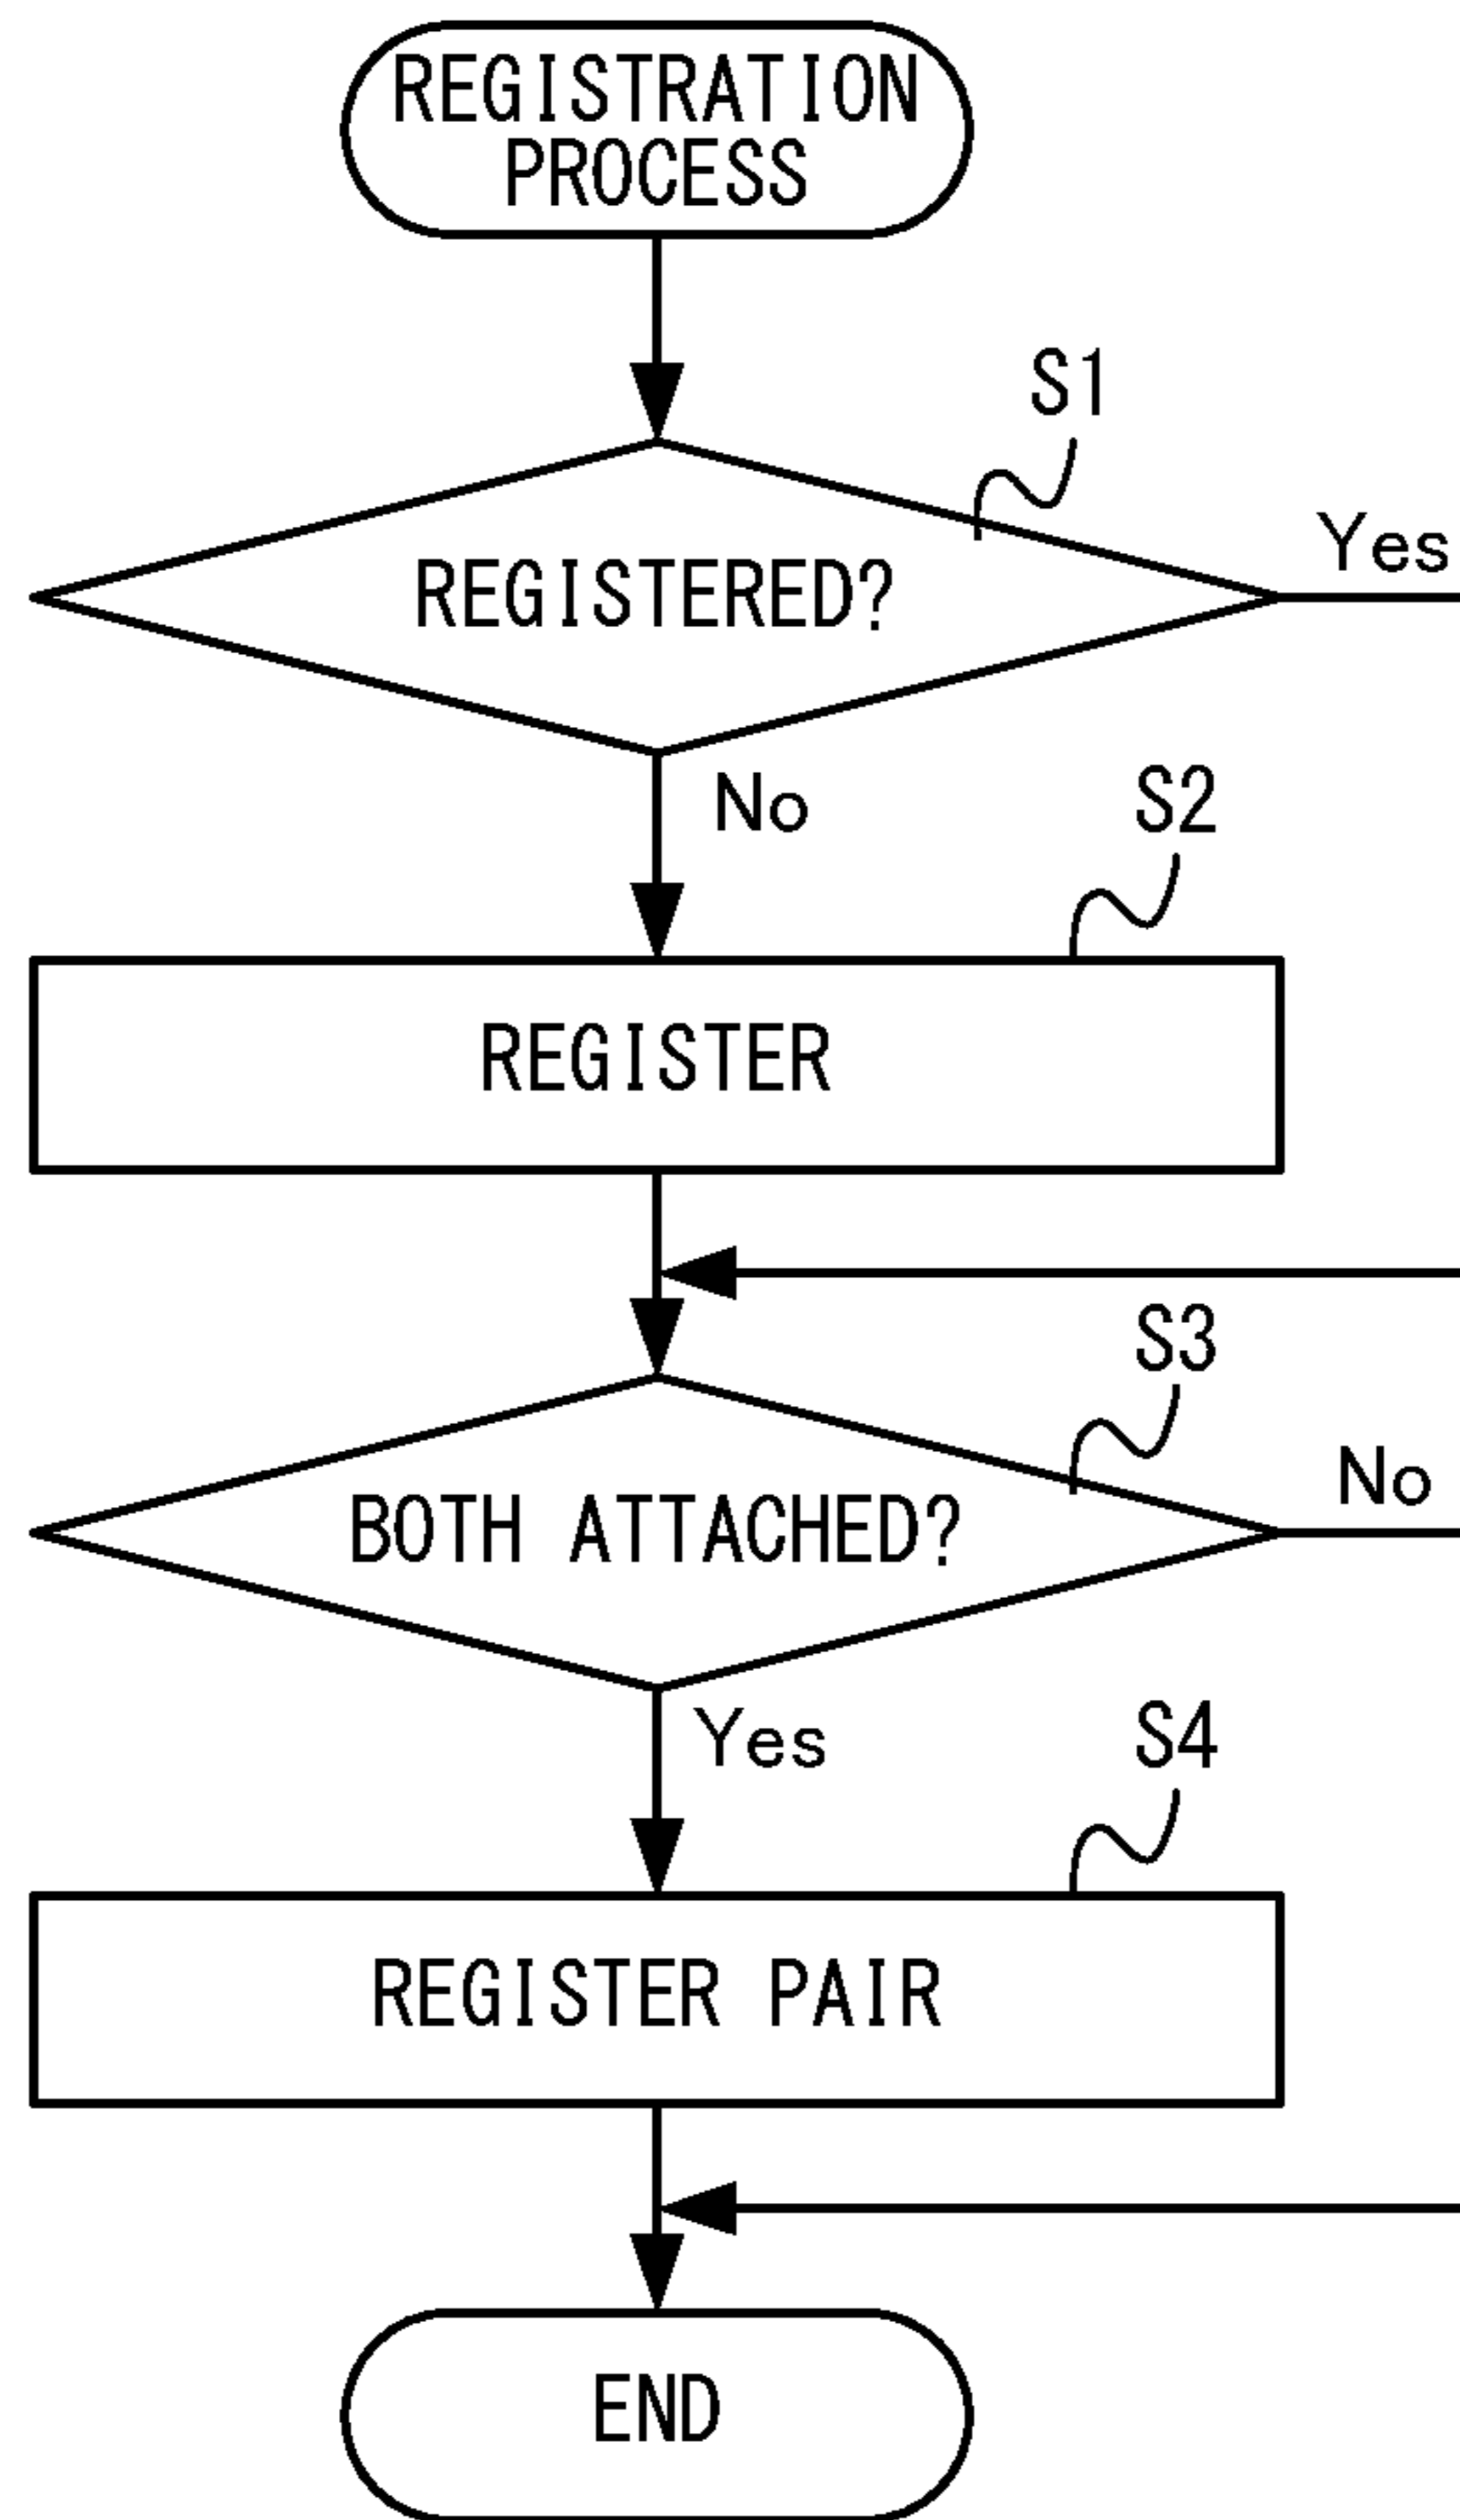 REGISTRATION
PROCESS
S1
Yes
REGISTERED?
No
S2
REGISTER
S3
No
BOTH ATTACHED?
Yes
S4
REGISTER PAIR
END